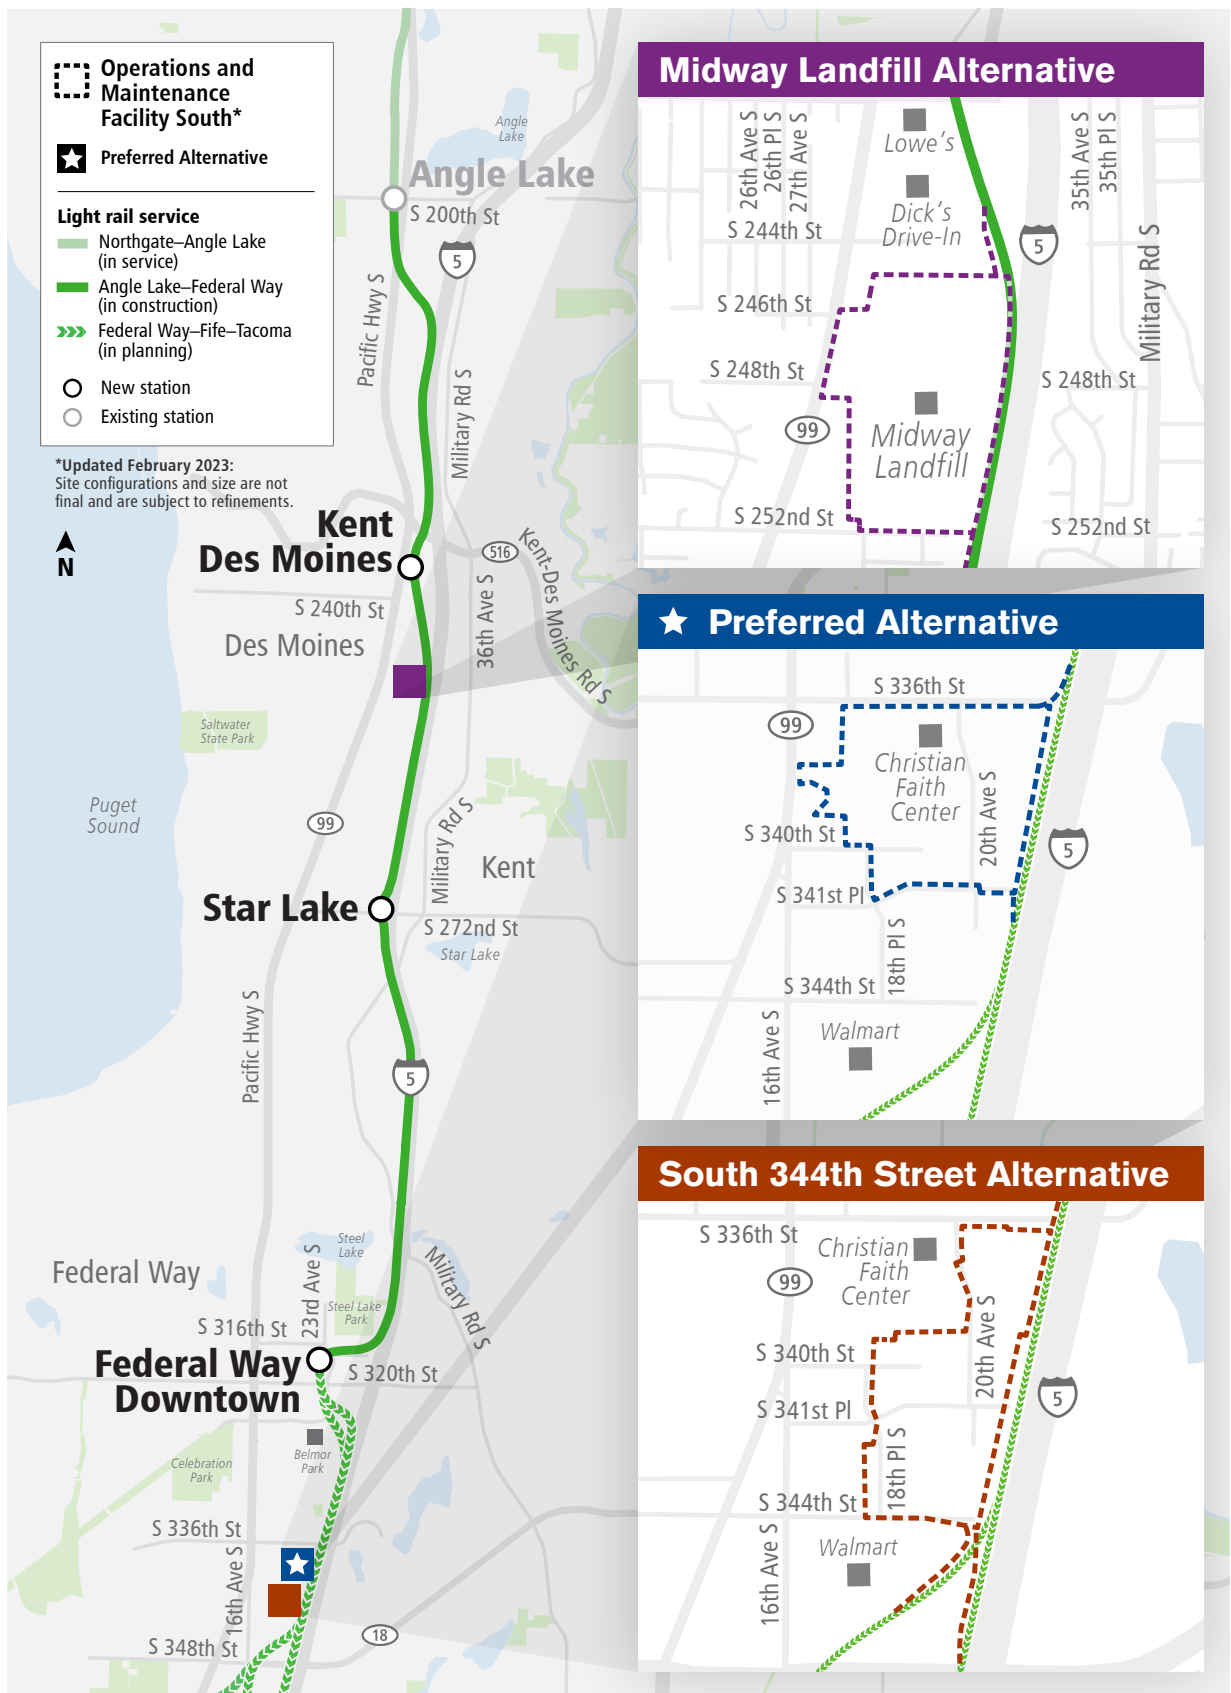 Operations and
Maintenance
Facility South*
Preferred Alternative
Light rail service
Northgate–Angle Lake
(in service)
Angle Lake–Federal Way
(in construction)
Federal Way–Fife–Tacoma
(in planning)
New station
Existing station
*Updated February 2023:
Site configurations and size are not
final and are subject to refinements.
N
Angle
Lake
Angle Lake
S 200th St
5
Pacific Hwy S
Military Rd S
Kent
Des Moines
516
Kent-Des Moines Rd S
36th Ave S
S 240th St
Des Moines
Saltwater
State Park
Puget
Sound
99
Military Rd S
Kent
Star Lake
S 272nd St
Star Lake
Pacific Hwy S
5
Steel
Lake
Federal Way
23rd Ave S
Steel Lake
Park
Military Rd S
S 316th St
Federal Way
Downtown
S 320th St
Belmor
Park
Celebration
Park
S 336th St
16th Ave S
18
S 348th St
Midway Landfill Alternative
26th Ave S
26th Pl S
27th Ave S
Lowe's
35th Ave S
35th Pl S
Dick's
Drive-In
S 244th St
5
Military Rd S
S 246th St
S 248th St
S 248th St
99
Midway
Landfill
S 252nd St
S 252nd St
Preferred Alternative
S 336th St
99
Christian
Faith
Center
20th Ave S
S 340th St
5
S 341st Pl
18th Pl S
S 344th St
16th Ave S
Walmart
South 344th Street Alternative
S 336th St
Christian
Faith
Center
99
20th Ave S
S 340th St
5
S 341st Pl
18th Pl S
S 344th St
16th Ave S
Walmart